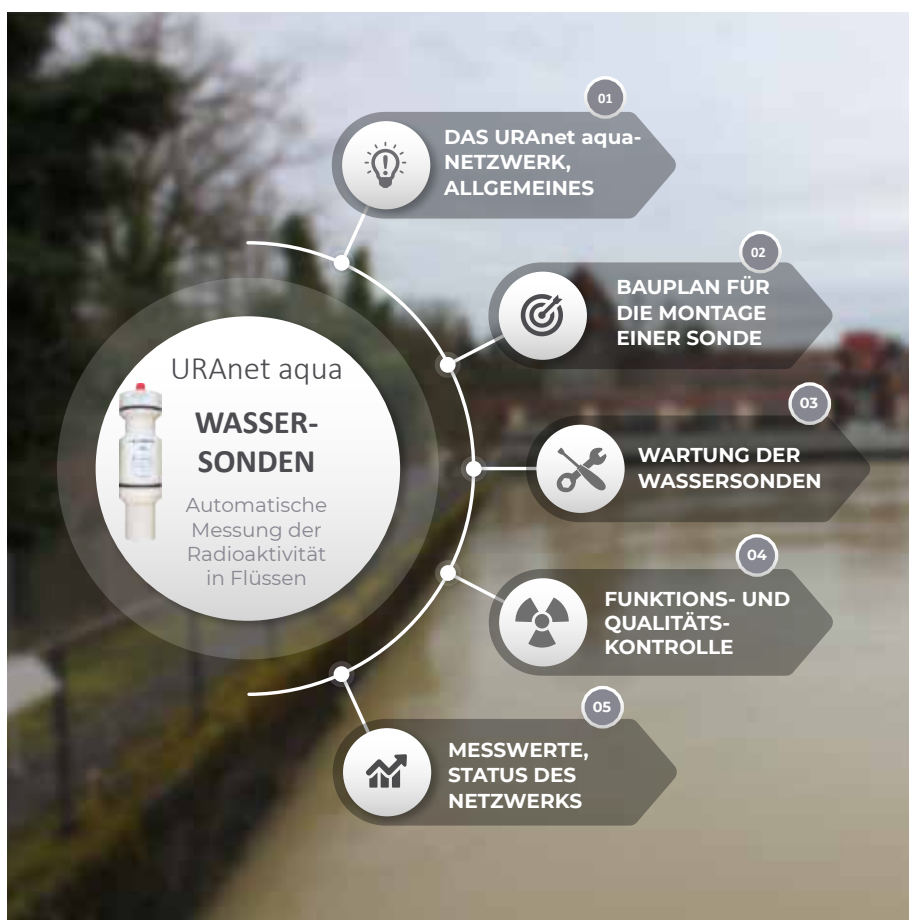 URAnet aqua
WASSER-
SONDEN
Automatische
Messung der
Radioaktivität
in Flüssen
01
DAS URAnet aqua-
NETZWERK,
ALLGEMEINES
02
BAUPLAN FÜR
DIE MONTAGE
EINER SONDE
03
WARTUNG DER
WASSERSONDEN
04
FUNKTIONS- UND
QUALITÄTS-
KONTROLLE
05
MESSWERTE,
STATUS DES
NETZWERKS